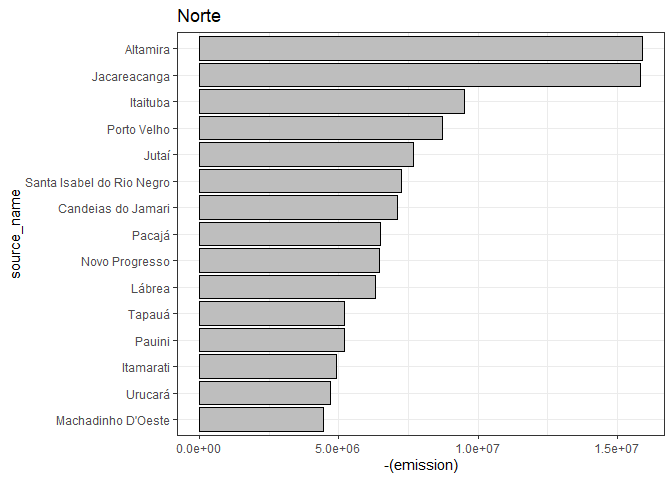 Norte
source_name
Altamira
Jacareacanga
Itaituba
Porto Velho
Jutaí
Santa Isabel do Rio Negro
Candeias do Jamari
Pacajá
Novo Progresso
Lábrea
Tapauá
Pauini
Itamarati
Urucará
Machadinho D'Oeste
0.0e+00 5.0e+06 1.0e+07 1.5e+07
-(emission)